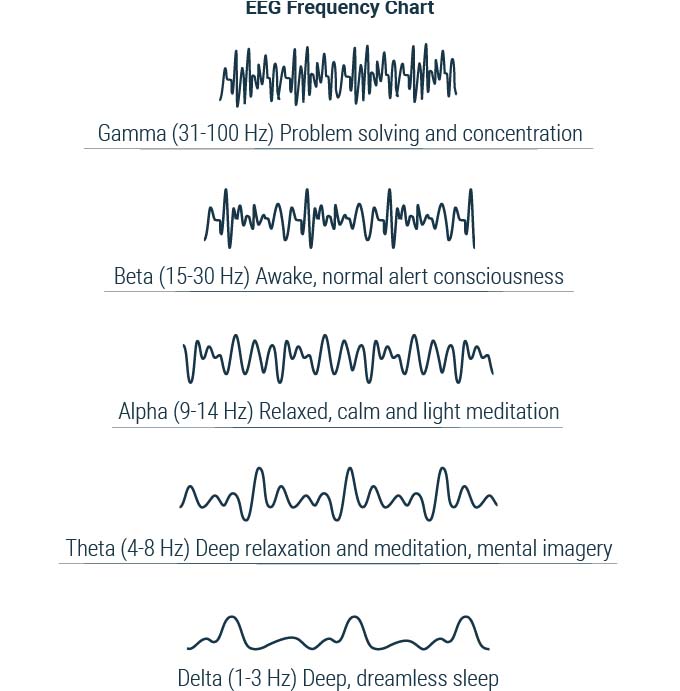 EEG Frequency Chart
Gamma (31-100 Hz) Problem solving and concentration
Beta (15-30 Hz) Awake, normal alert consciousness
Alpha (9-14 Hz) Relaxed, calm and light meditation
Theta (4-8 Hz) Deep relaxation and meditation, mental imagery
Delta (1-3 Hz) Deep, dreamless sleep